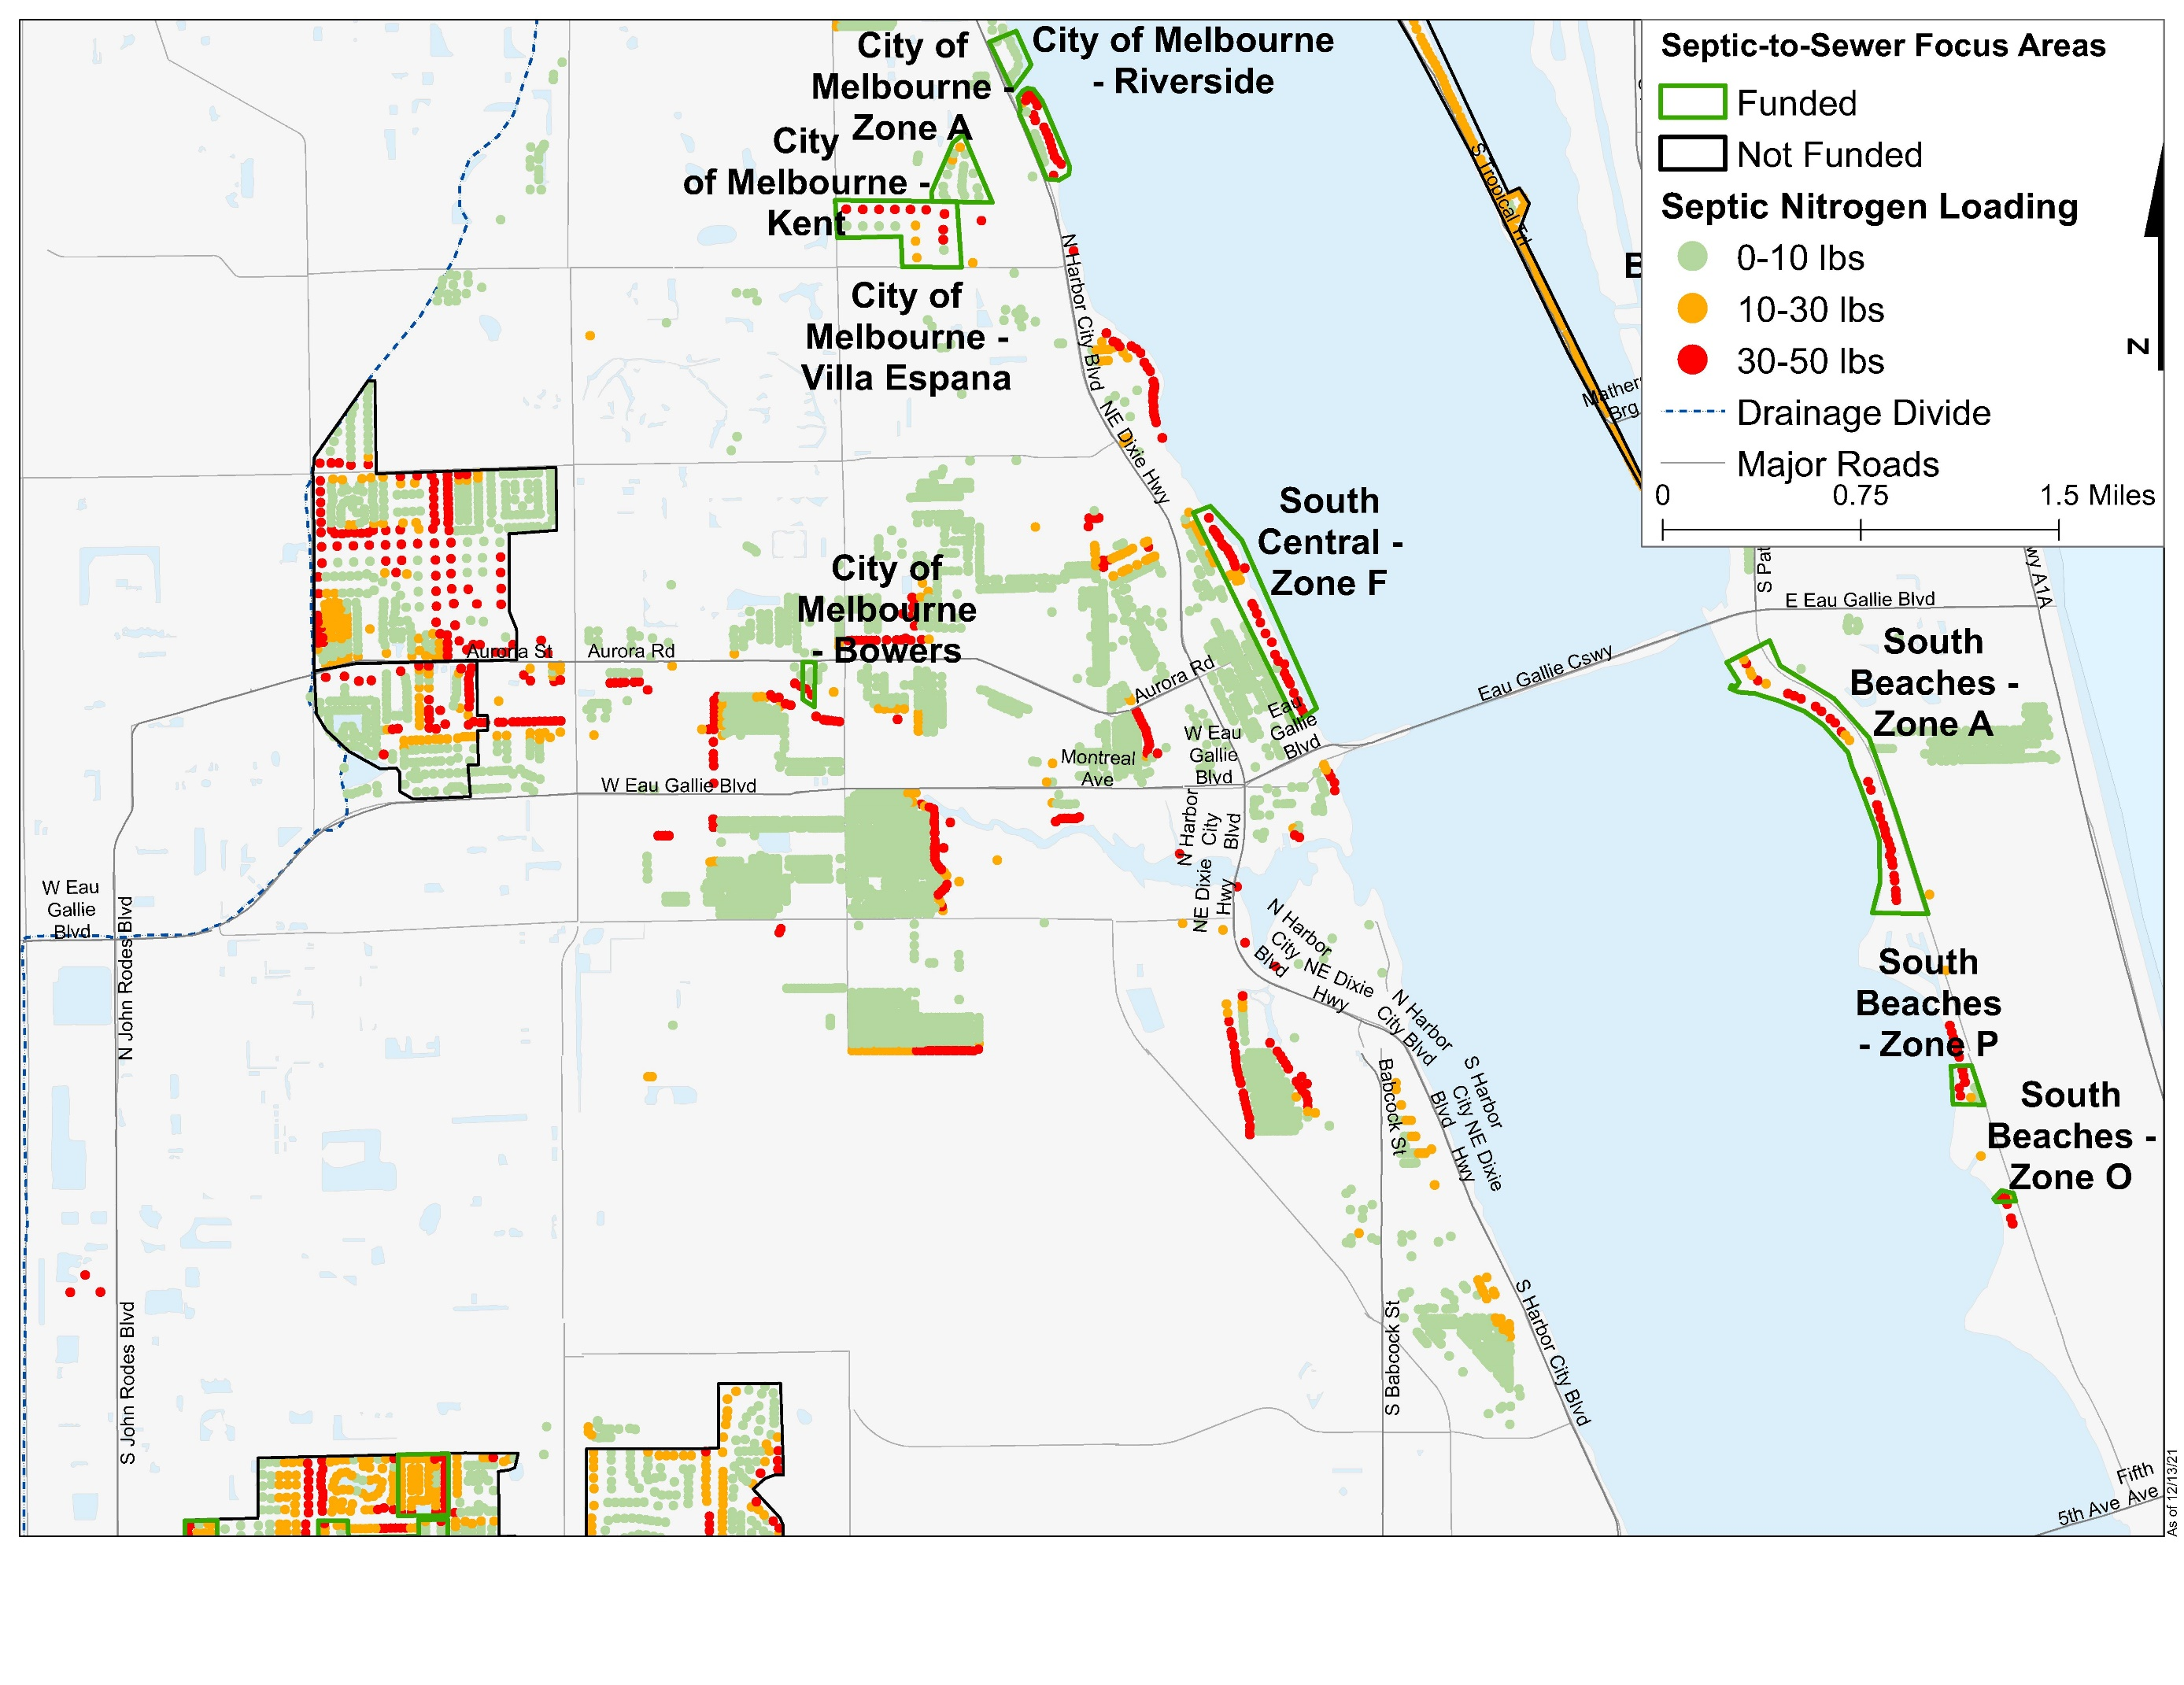 City of
Melbourne -
Zone A
City of Melbourne
- Riverside
City
of Melbourne -
Kent
City of
Melbourne -
Villa Espana
City of
Melbourne
- Bowers
South
Central -
Zone F
South
Beaches -
Zone A
South
Beaches
- Zone P
South
Beaches -
Zone O
B
Septic-to-Sewer Focus Areas
Funded
Not Funded
Septic Nitrogen Loading
0-10 lbs
10-30 lbs
30-50 lbs
Drainage Divide
Major Roads
0 0.75 1.5 Miles
N
S Tropical Trl
Mathers
Brg
N Harbor City Blvd
NE Dixie Hwy
S Pat
wy A1A
E Eau Gallie Blvd
Eau Gallie Cswy
Aurora St
Aurora Rd
Aurora Rd
Eau
Gallie
Blvd
W Eau
Gallie
Blvd
Montreal
Ave
W Eau Gallie Blvd
N Harbor
City
Blvd
NE Dixie
Hwy
W Eau
Gallie
Blvd
N John Rodes Blvd
N Harbor
City
Blvd
NE Dixie
Hwy
N Harbor
City Blvd
S Harbor
City
Blvd
NE Dixie
Hwy
Babcock St
S Babcock St
S Harbor City Blvd
S John Rodes Blvd
Fifth
Ave
5th Ave
As of 12/13/21